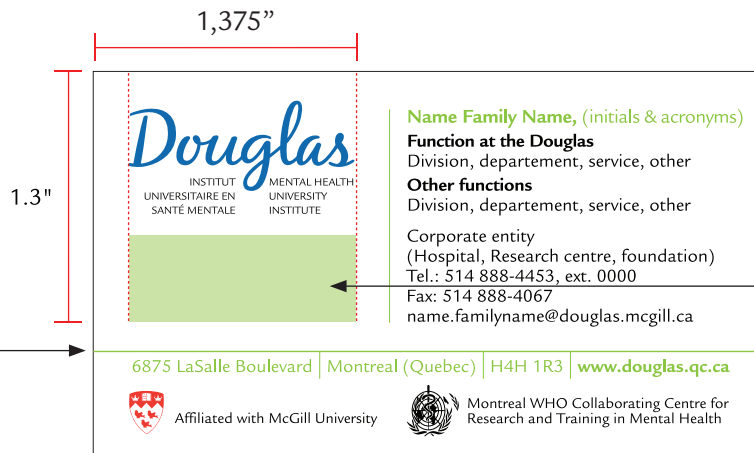 1,375”
1.3"
Douglas
INSTITUT
UNIVERSITAIRE EN
SANTÉ MENTALE
MENTAL HEALTH
UNIVERSITY
INSTITUTE
Name Family Name, (initials & acronyms)
Function at the Douglas
Division, departement, service, other
Other functions
Division, departement, service, other
Corporate entity
(Hospital, Research centre, foundation)
Tel.: 514 888-4453, ext. 0000
Fax: 514 888-4067
name.familyname@douglas.mcgill.ca
6875 LaSalle Boulevard | Montreal (Quebec) | H4H 1R3 | www.douglas.qc.ca
Affiliated with McGill University
Montreal WHO Collaborating Centre for
Research and Training in Mental Health